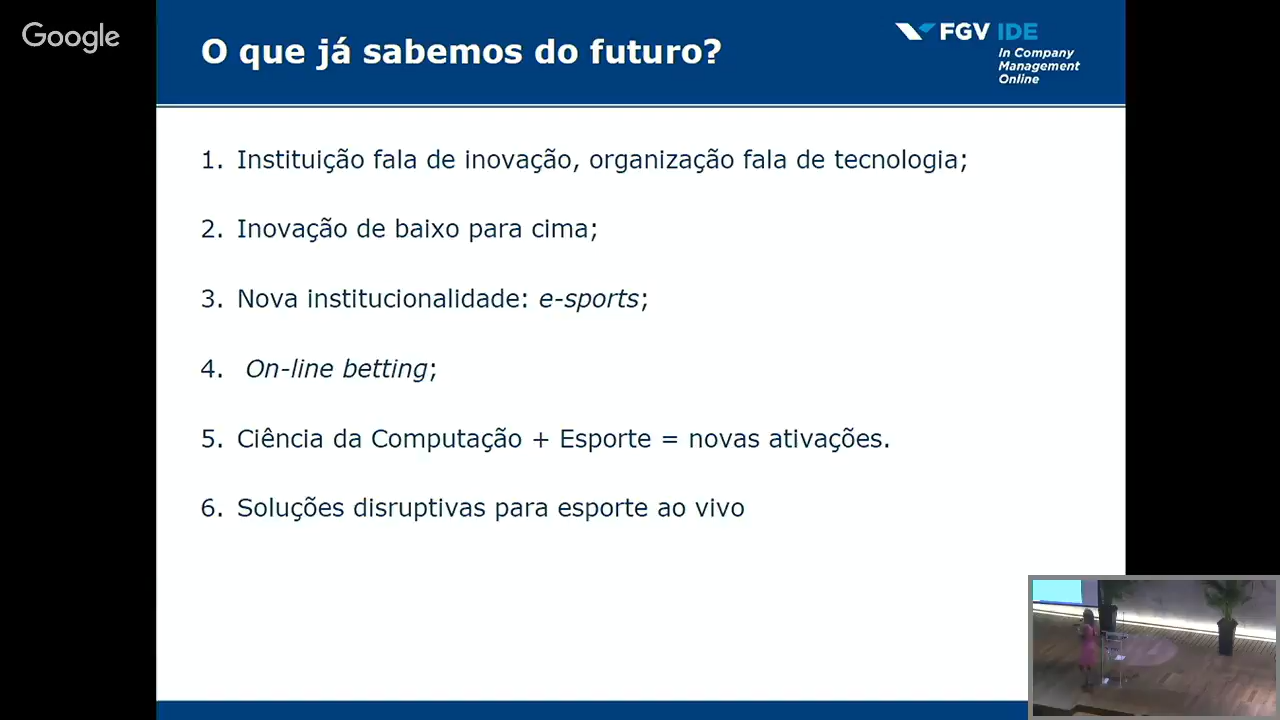 Google
O que já sabemos do futuro?
FGV IDE
In Company
Management
Online
1. Instituição fala de inovação, organização fala de tecnologia;
2. Inovação de baixo para cima;
3. Nova institucionalidade: e-sports;
4. On-line betting;
5. Ciência da Computação + Esporte = novas ativações.
6. Soluções disruptivas para esporte ao vivo